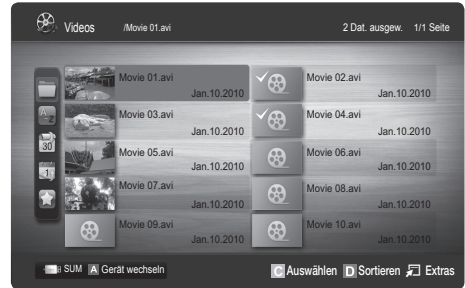 Videos /Movie 01.avi 2 Dat. ausgew. 1/1 Seite
Movie 01.avi Movie 02.avi
Jan.10.2010 Jan.10.2010
Movie 03.avi Movie 04.avi
Jan.10.2010 Jan.10.2010
Movie 05.avi Movie 06.avi
Jan.10.2010 Jan.10.2010
Movie 07.avi Movie 08.avi
Jan.10.2010 Jan.10.2010
Movie 09.avi Movie 10.avi
Jan.10.2010 Jan.10.2010
SUM A Gerät wechseln C Auswählen D Sortieren Extras